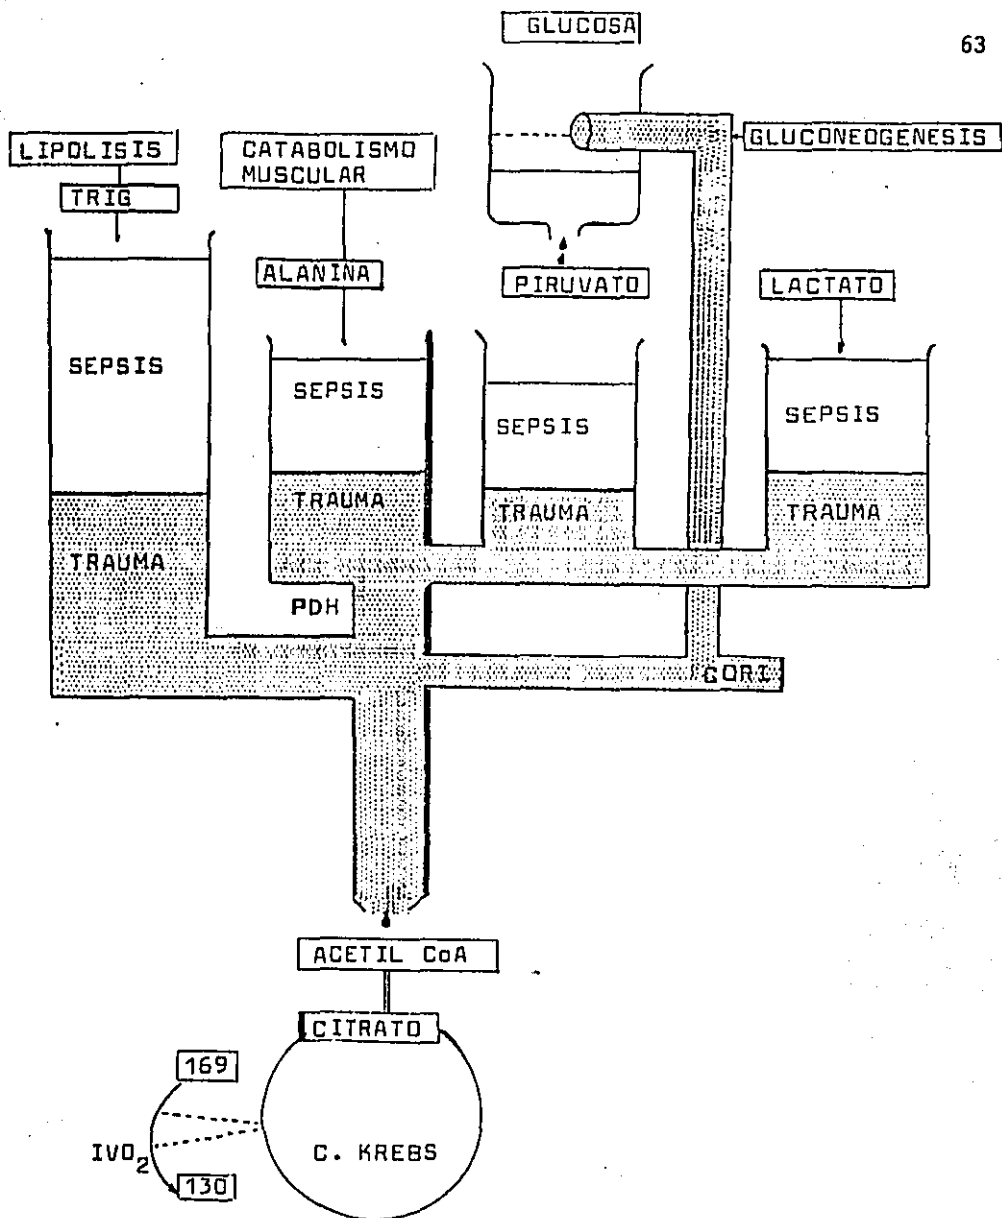 63
GLUCOSA
LIPOLISIS
CATABOLISMO
MUSCULAR
GLUCONEOGENESIS
TRIG
ALANINA
PIRUVATO
LACTATO
SEPSIS
SEPSIS
SEPSIS
SEPSIS
TRAUMA
TRAUMA
TRAUMA
TRAUMA
PDH
CORI
ACETIL CoA
CITRATO
169
IVO₂
C. KREBS
130